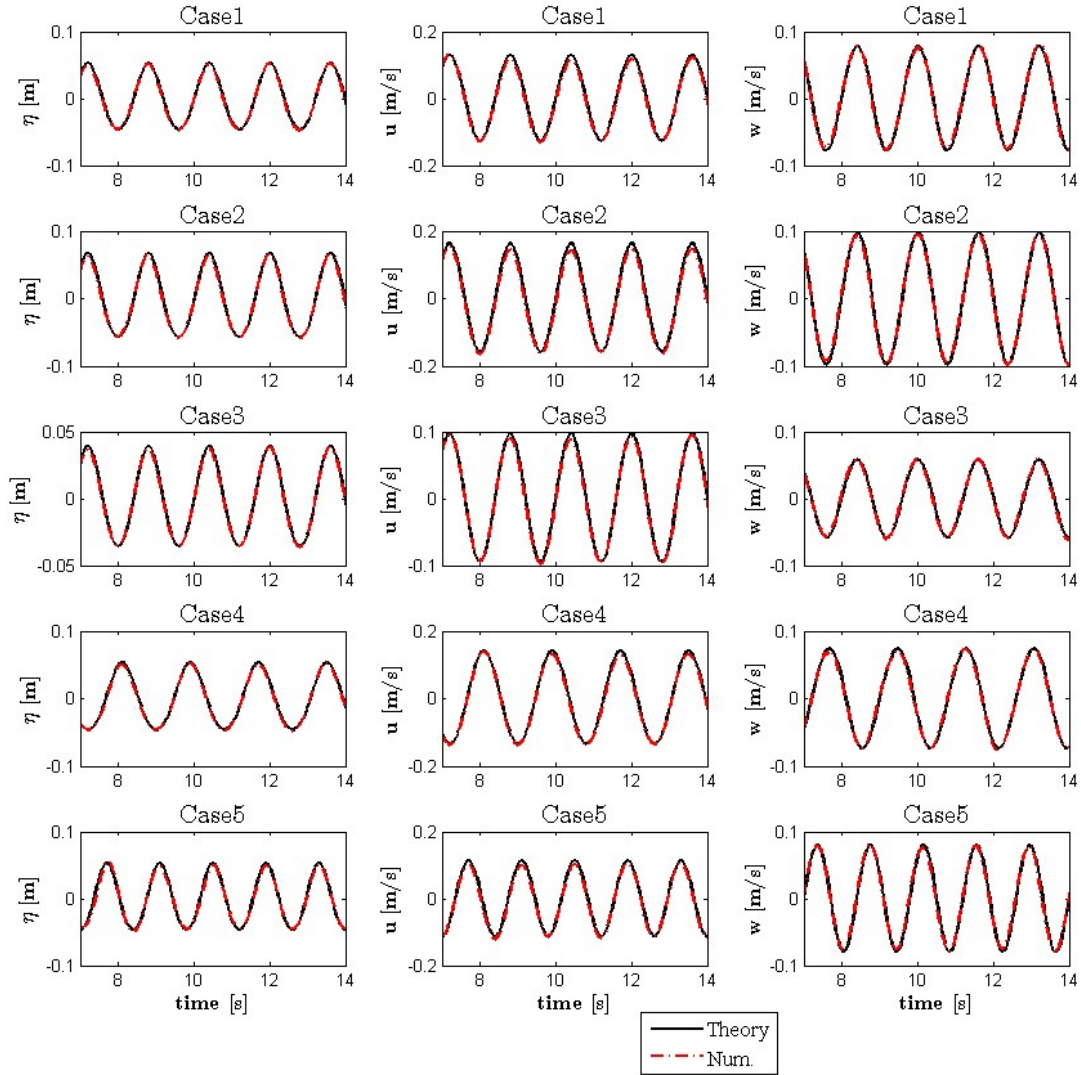 Case1 Case1 Case1
0.1 0.2 0.1
η [m] u [m/s] w [m/s]
0 0 0
-0.1 -0.2 -0.1
8 10 12 14 8 10 12 14 8 10 12 14
Case2 Case2 Case2
0.1 0.2 0.1
η [m] u [m/s] w [m/s]
0 0 0
-0.1 -0.2 -0.1
8 10 12 14 8 10 12 14 8 10 12 14
Case3 Case3 Case3
0.05 0.1 0.1
η [m] u [m/s] w [m/s]
0 0 0
-0.05 -0.1 -0.1
8 10 12 14 8 10 12 14 8 10 12 14
Case4 Case4 Case4
0.1 0.2 0.1
η [m] u [m/s] w [m/s]
0 0 0
-0.1 -0.2 -0.1
8 10 12 14 8 10 12 14 8 10 12 14
Case5 Case5 Case5
0.1 0.2 0.1
η [m] u [m/s] w [m/s]
0 0 0
-0.1 -0.2 -0.1
8 10 12 14 8 10 12 14 8 10 12 14
time [s] time [s] time [s]
Theory
Num.